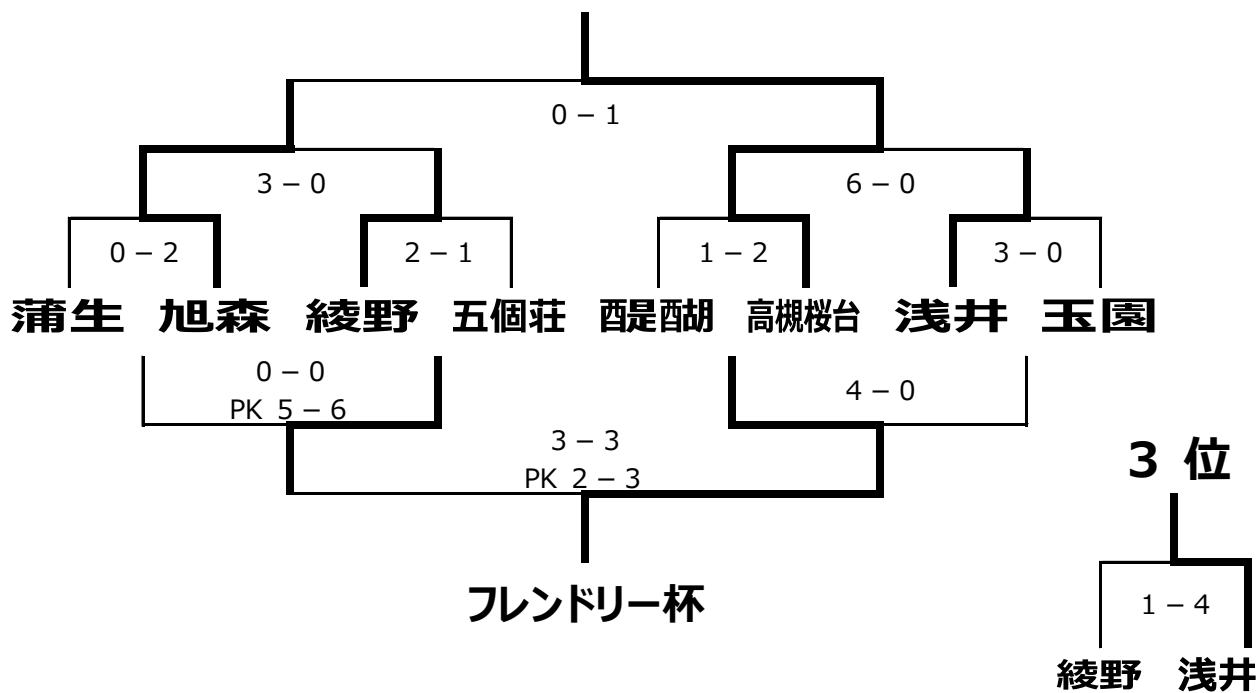 0 – 1
3 – 0
6 – 0
0 – 2
2 – 1
1 – 2
3 – 0
蒲生 旭森 綾野 五個荘 醍醐 高槻桜台 浅井 玉園
0 – 0
PK 5 – 6
4 – 0
3 – 3
PK 2 – 3
フレンドリー杯
3 位
1 – 4
綾野 浅井